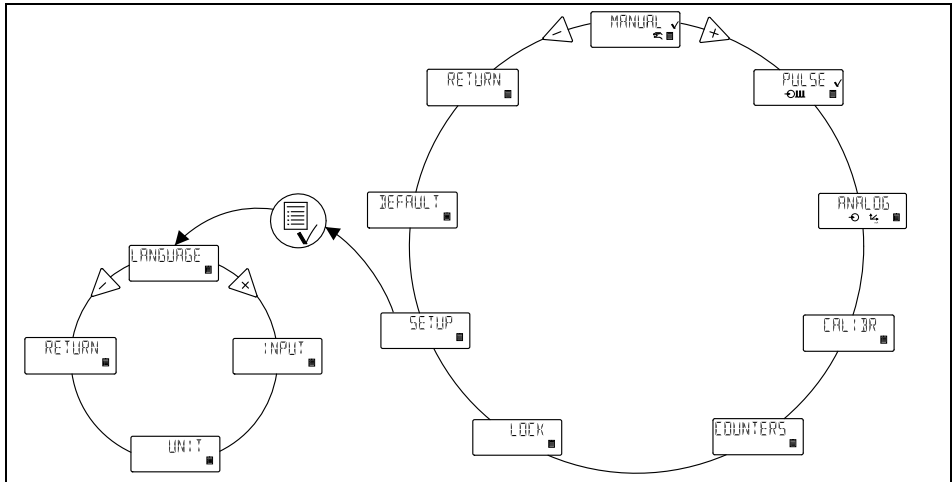 MANUAL
RETURN
PULSE
DEFAULT
ANALOG
LANGUAGE
SETUP
CALIBR
RETURN
INPUT
LOCK
COUNTERS
UNIT